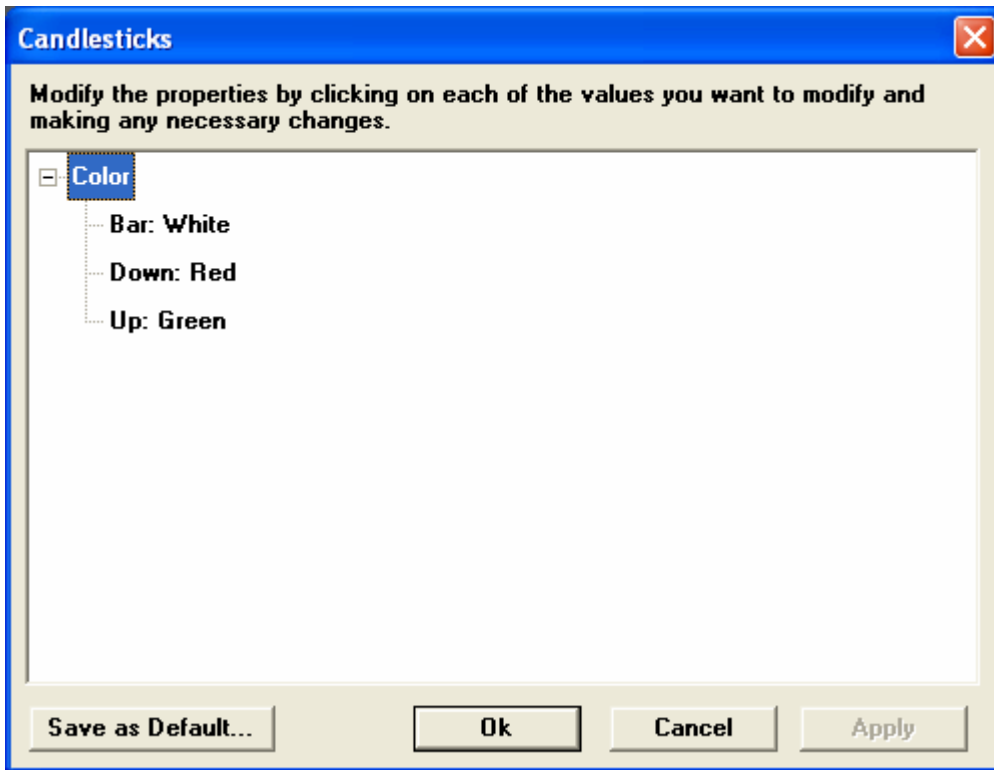 Candlesticks
Modify the properties by clicking on each of the values you want to modify and
making any necessary changes.
Color
Bar: White
Down: Red
Up: Green
Save as Default... Ok Cancel Apply